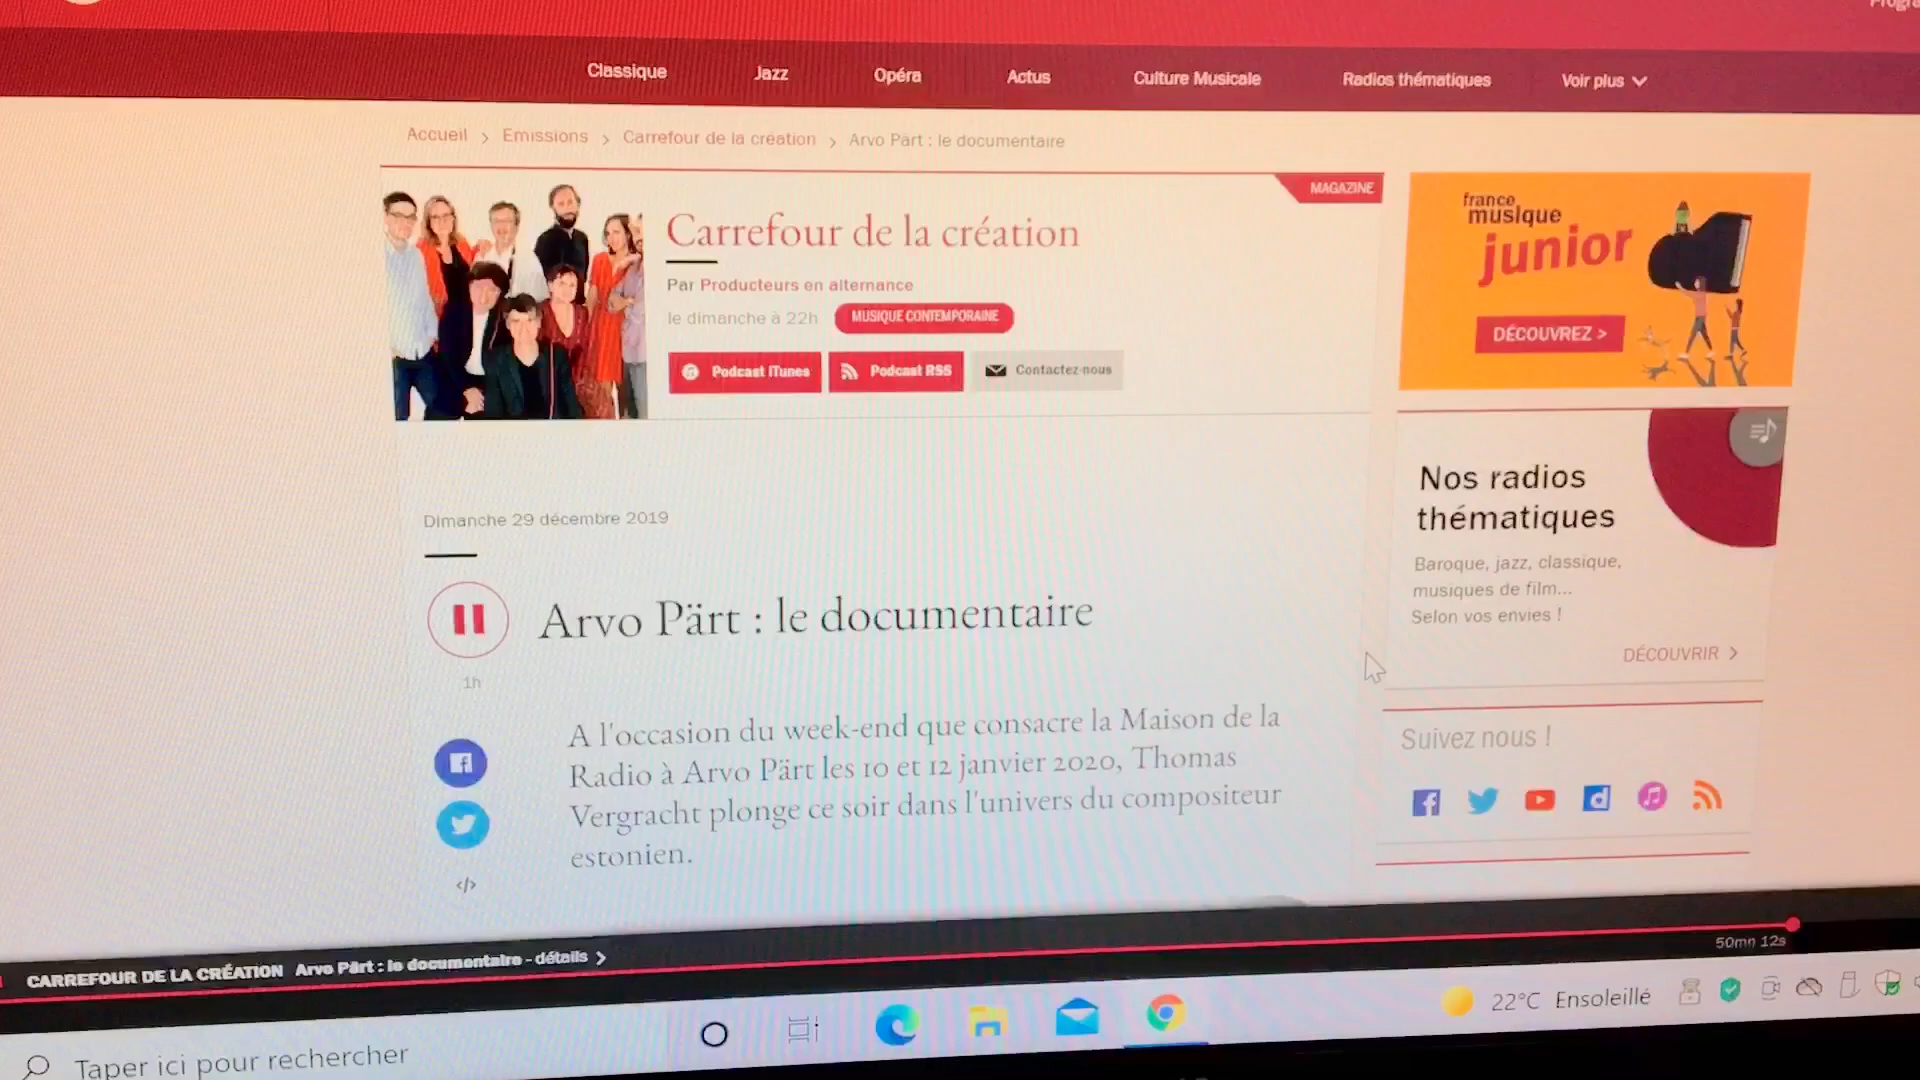 Classique Jazz Opéra Actus Culture Musicale Radios thématiques Voir plus
Accueil > Emissions > Carrefour de la création > Arvo Pärt : le documentaire
MAGAZINE
Carrefour de la création
Par Producteurs en alternance
le dimanche à 22h MUSIQUE CONTEMPORAINE
Podcast iTunes Podcast RSS Contactez-nous
france
musique
junior
DÉCOUVREZ >
Nos radios
thématiques
Baroque, jazz, classique,
musiques de film...
Selon vos envies !
DÉCOUVRIR >
Suivez nous !
Dimanche 29 décembre 2019
Arvo Pärt : le documentaire
1h
A l'occasion du week-end que consacre la Maison de la
Radio à Arvo Pärt les 10 et 12 janvier 2020, Thomas
Vergracht plonge ce soir dans l'univers du compositeur
estonien.
</>
50mn 12s
CARREFOUR DE LA CRÉATION Arvo Pärt : le documentaire - détails >
22°C Ensoleillé
Taper ici pour rechercher